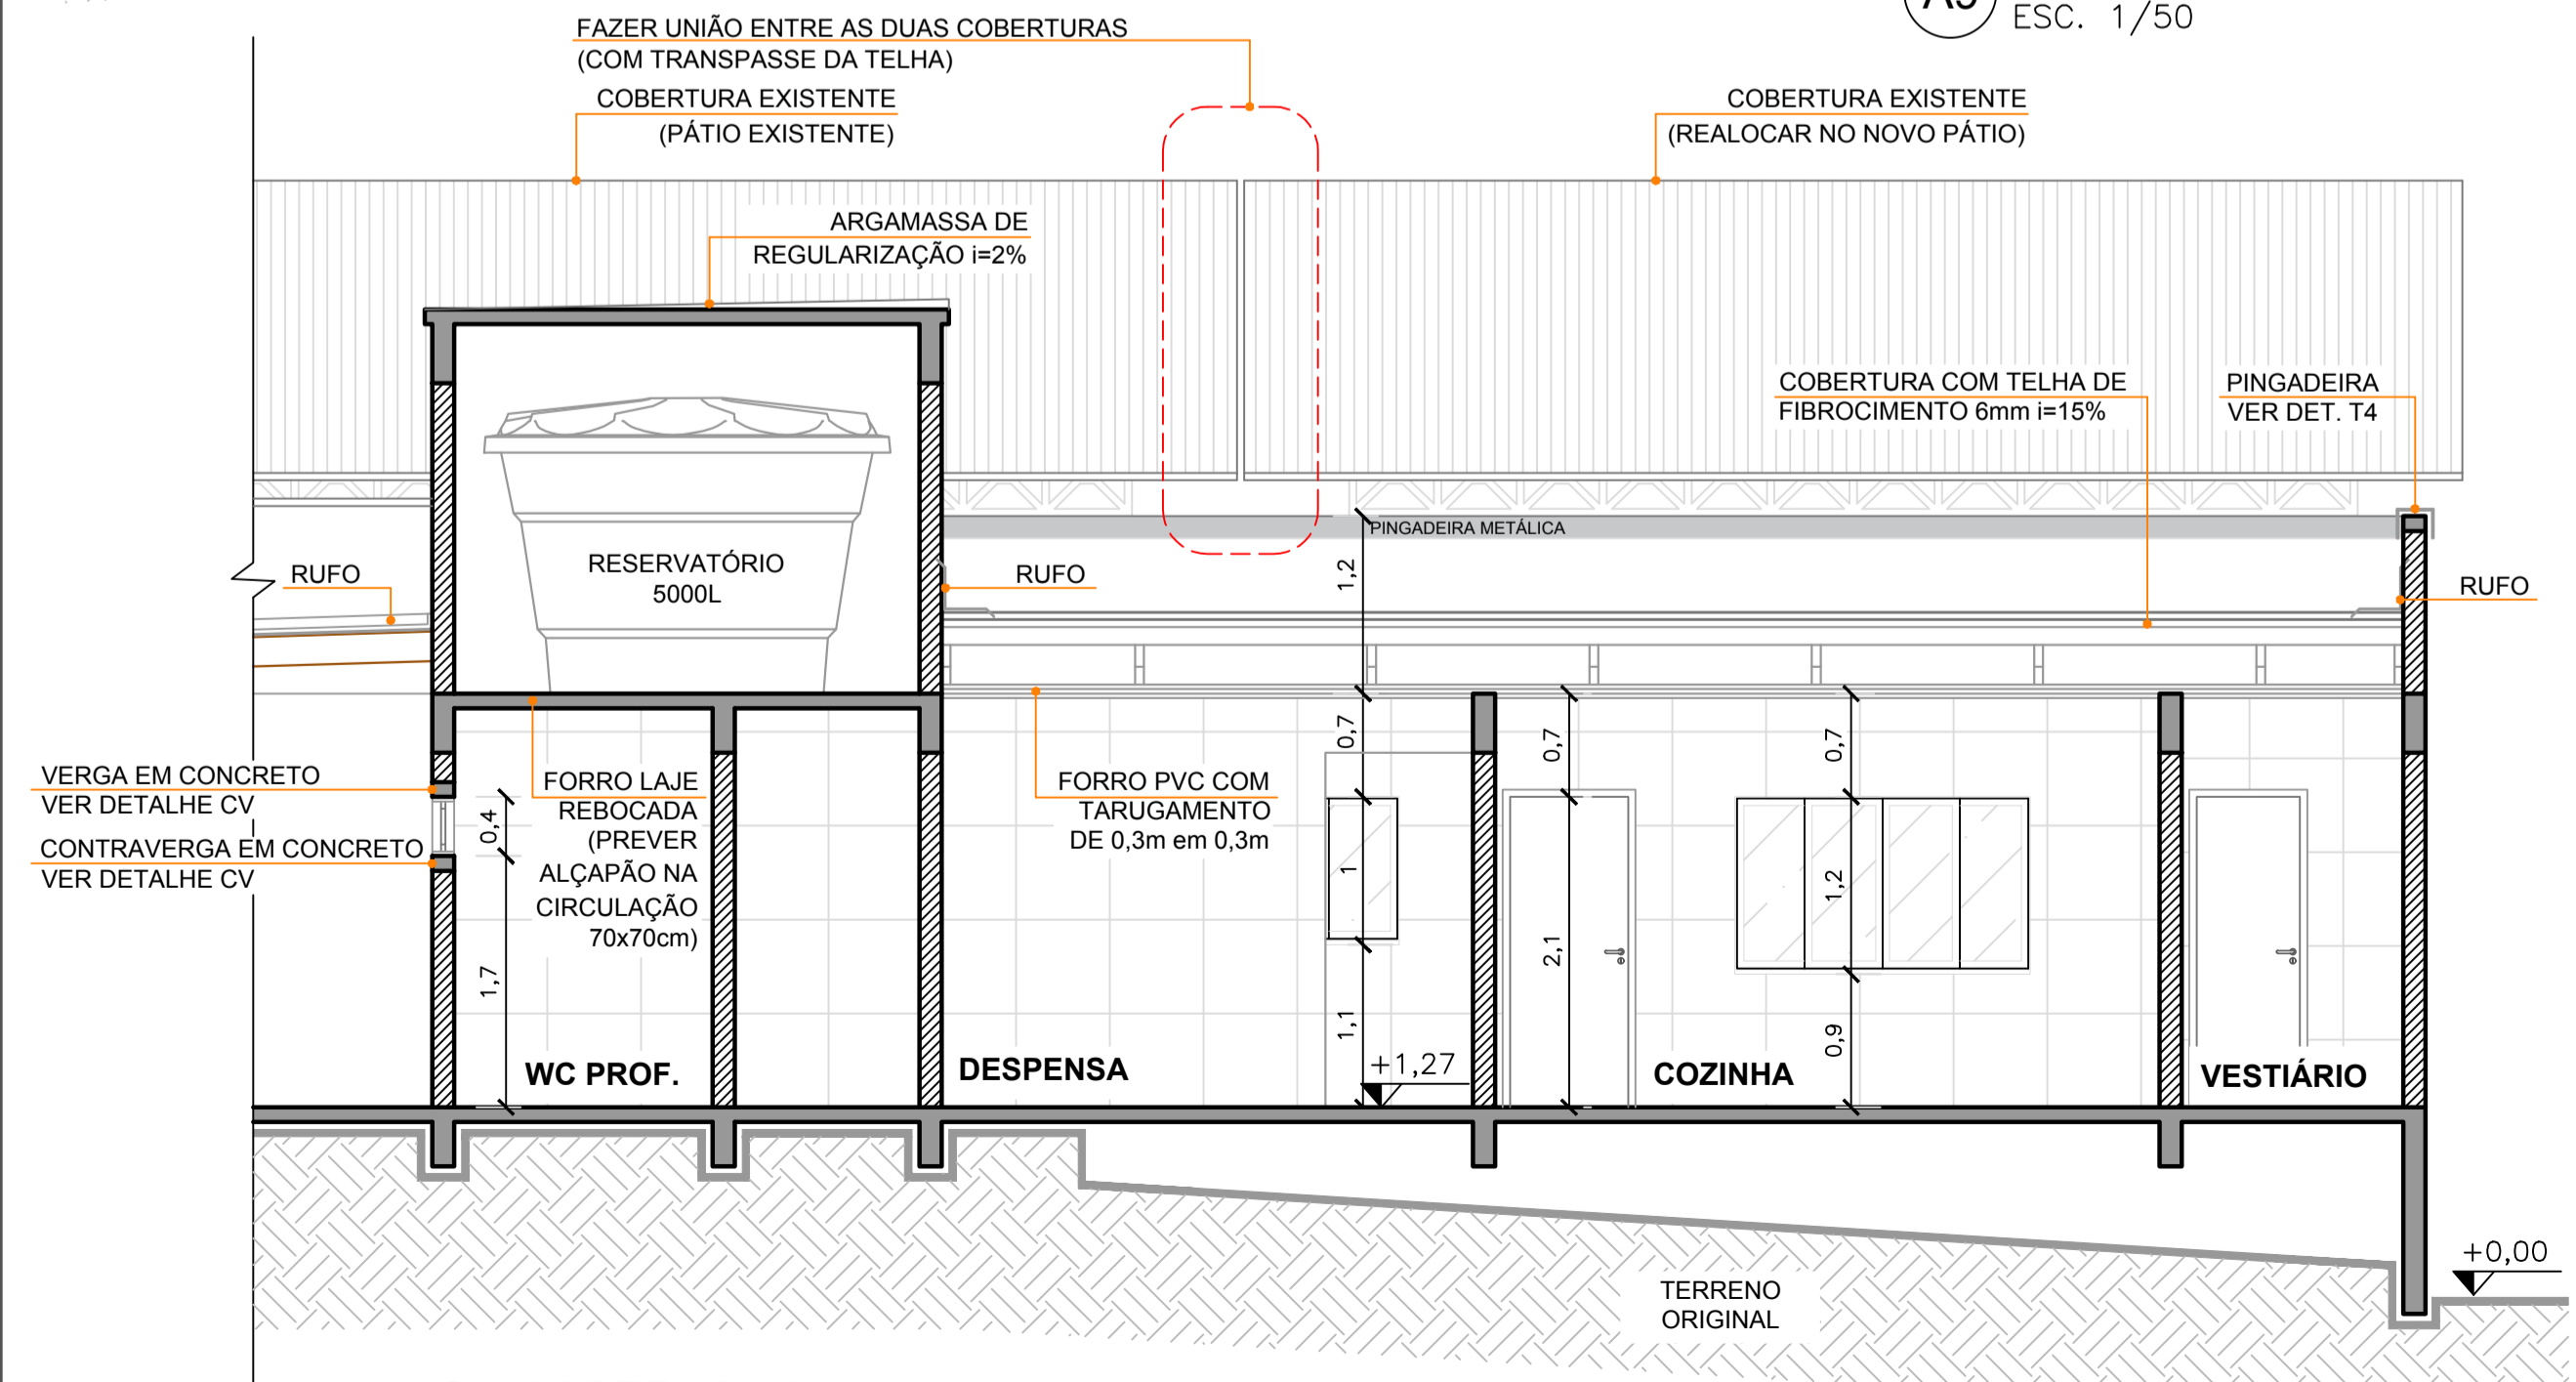 FAZER UNIÃO ENTRE AS DUAS COBERTURAS
(COM TRANSPASSE DA TELHA)
ESC. 1/50
COBERTURA EXISTENTE
(PÁTIO EXISTENTE)
COBERTURA EXISTENTE
(REALOCAR NO NOVO PÁTIO)
ARGAMASSA DE
REGULARIZAÇÃO i=2%
COBERTURA COM TELHA DE
FIBROCIMENTO 6mm i=15%
PINGADEIRA
VER DET. T4
PINGADEIRA METÁLICA
RESERVATÓRIO
5000L
RUFO
RUFO
RUFO
1,2
0,7
0,7
0,7
VERGA EM CONCRETO
VER DETALHE CV
CONTRAVERGA EM CONCRETO
VER DETALHE CV
0,4
1,7
FORRO LAJE
REBOCADA
(PREVER
ALÇAPÃO NA
CIRCULAÇÃO
70x70cm)
FORRO PVC COM
TARUGAMENTO
DE 0,3m em 0,3m
1
1,1
2,1
1,2
0,9
+1,27
WC PROF.
DESPENSA
COZINHA
VESTIÁRIO
+0,00
TERRENO
ORIGINAL